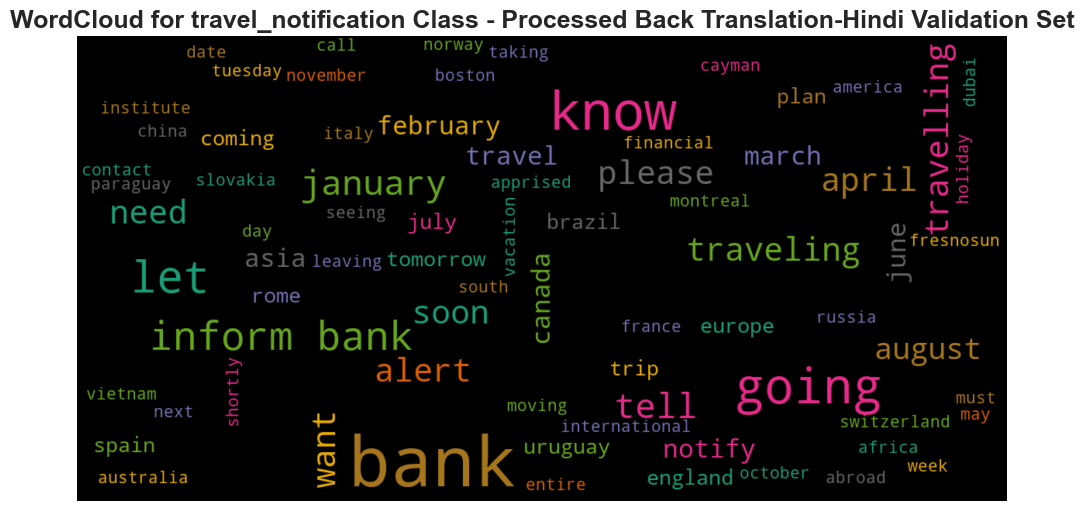 WordCloud for travel_notification Class - Processed Back Translation-Hindi Validation Set
date
call
norway
taking
tuesday
november
boston
cayman
plan
america
dubai
travelling
know
institute
china
coming
italy
february
financial
travel
march
holiday
contact
paraguay
slovakia
january
apprised
please
april
need
seeing
july
vacation
brazil
montreal
day
traveling
june
fresnosun
let
asia
leaving
tomorrow
canada
rome
south
soon
inform bank
france
europe
russia
august
alert
trip
going
vietnam
next
shortly
moving
tell
must
may
international
switzerland
spain
want
bank
uruguay
notify
africa
week
australia
entire
england
october
abroad